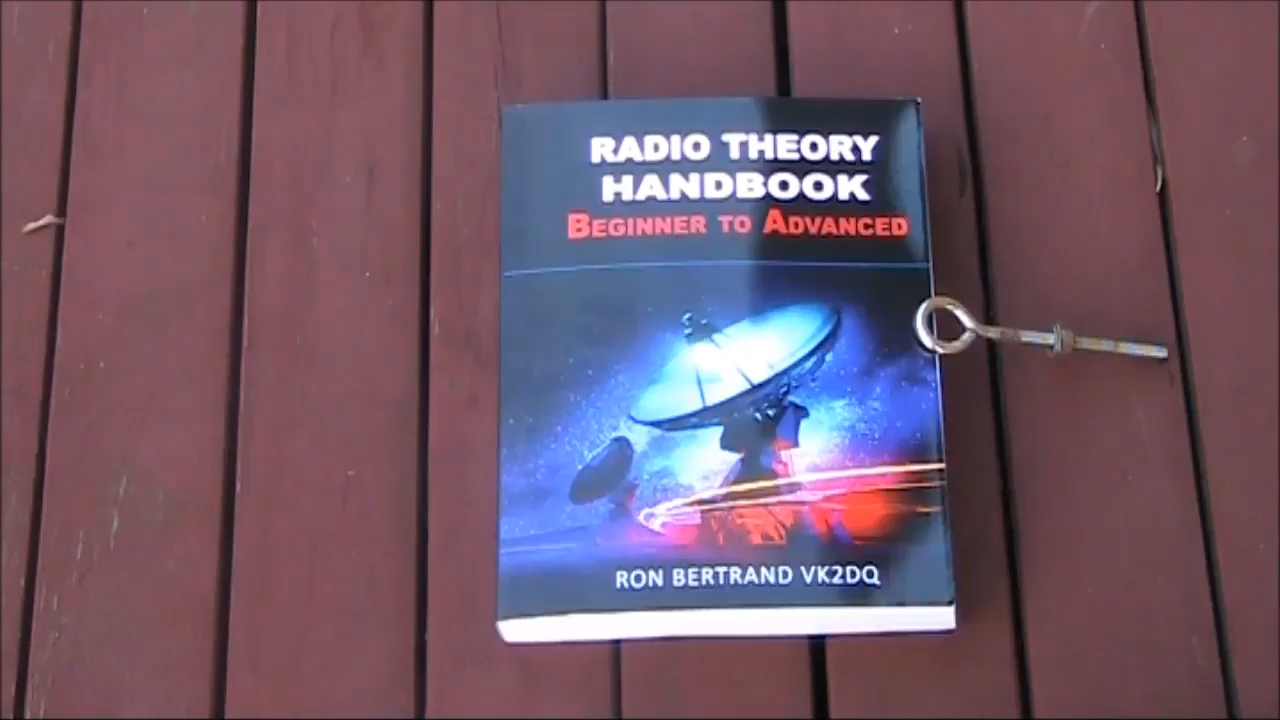 RADIO THEORY
HANDBOOK
BEGINNER TO ADVANCED
RON BERTRAND VK2DQ